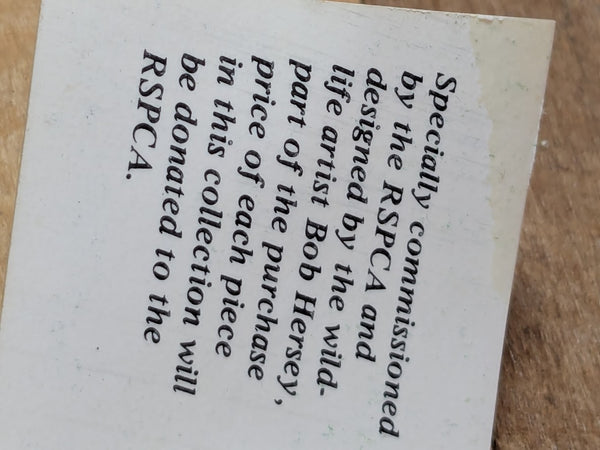 Specially commissioned
by the RSPCA and
designed by the wild-
life artist Bob Hersey,
part of the purchase
price of each piece
in this collection will
be donated to the
RSPCA.